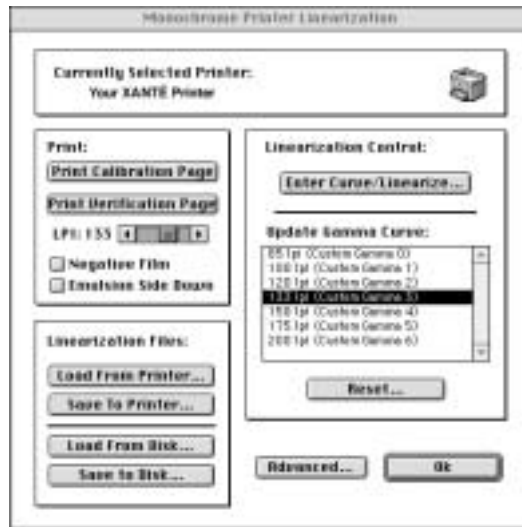 Monochrome Printer Linearization
Currently Selected Printer:
Your XANTÉ Printer
Print:
Print Calibration Page
Print Verification Page
LPI: 133
Negative Film
Emulsion Side Down
Linearization Files:
Load From Printer...
Save To Printer...
Load From Disk...
Save to Disk...
Linearization Control:
Enter Curve/Linearize...
Update Gamma Curve:
85 lpi (Custom Gamma 0)
100 lpi (Custom Gamma 1)
120 lpi (Custom Gamma 2)
133 lpi (Custom Gamma 3)
150 lpi (Custom Gamma 4)
175 lpi (Custom Gamma 5)
200 lpi (Custom Gamma 6)
Reset...
Advanced...
Ok